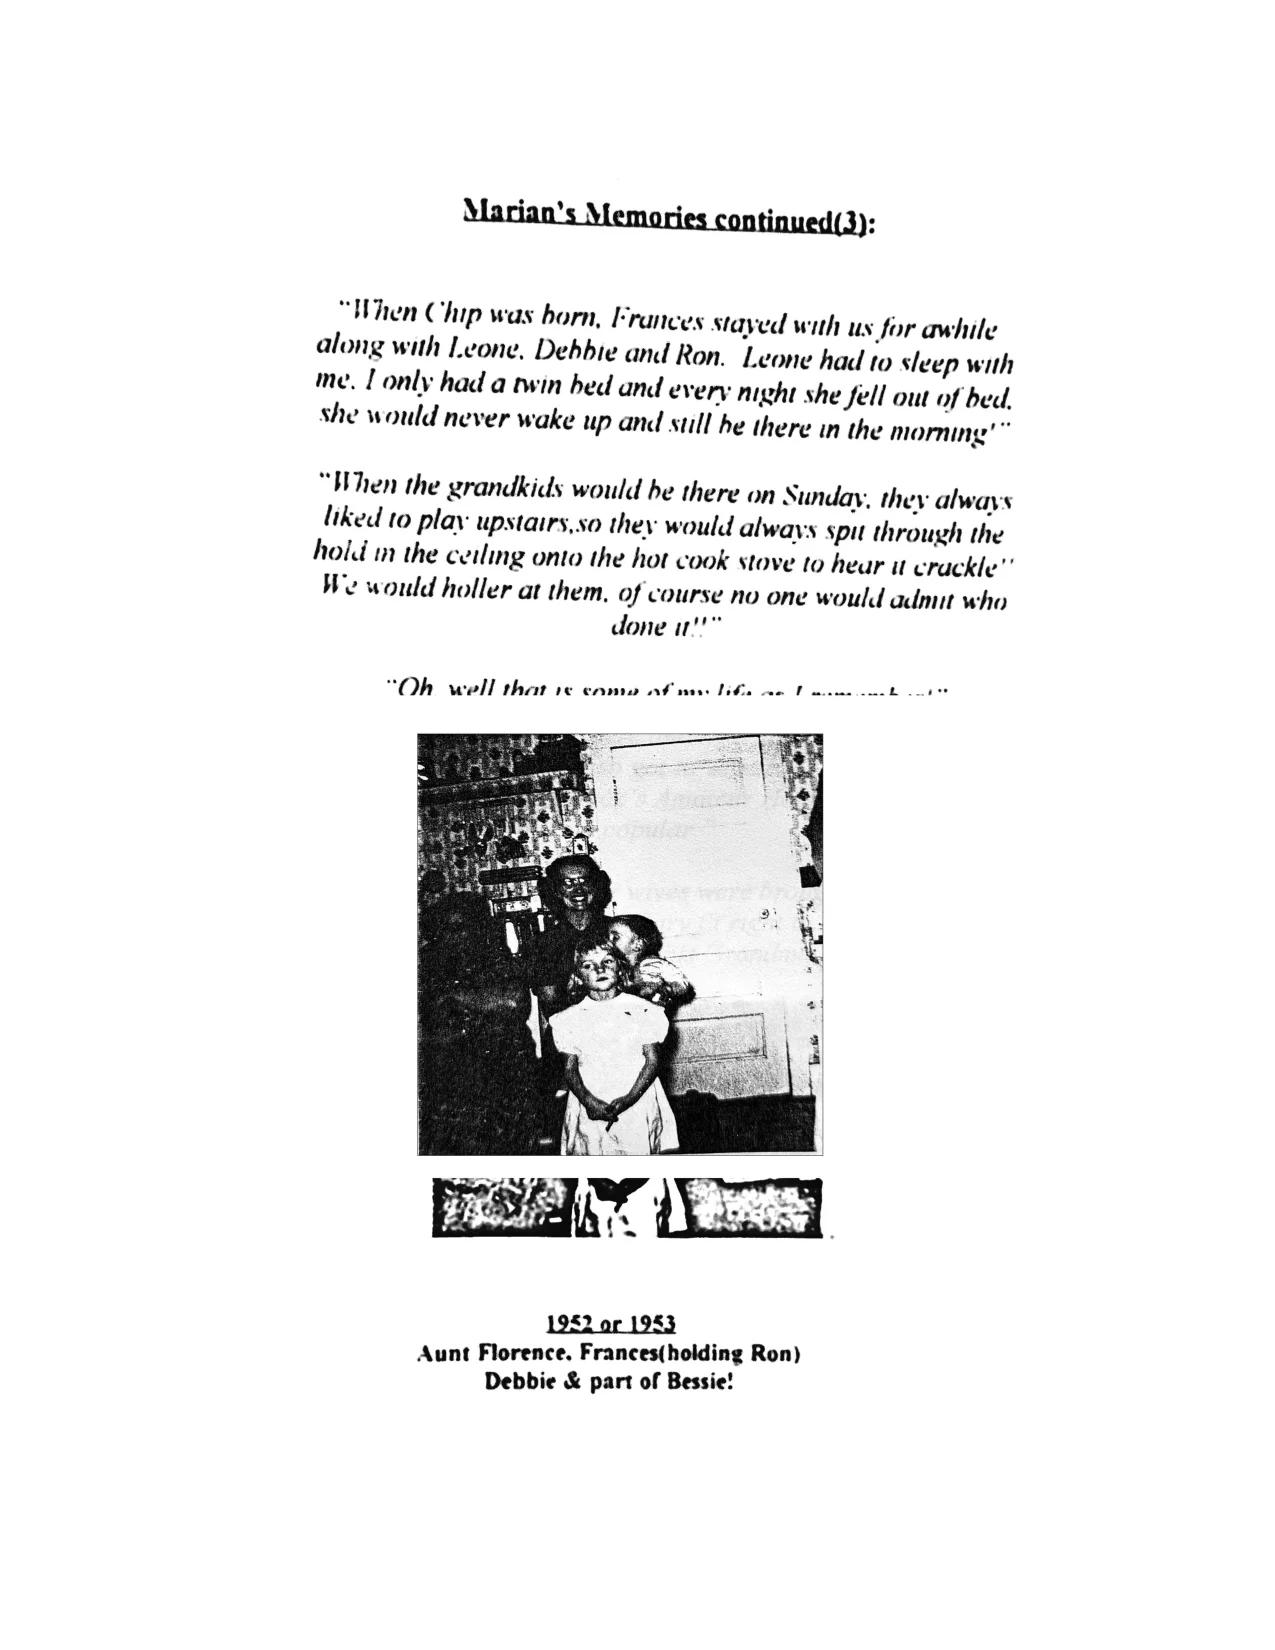 Marian's Memories continued(3):
"When Chip was born, Frances stayed with us for awhile
along with Leone, Debbie and Ron. Leone had to sleep with
me, I only had a twin bed and every night she fell out of bed,
she would never wake up and still be there in the morning!"
"When the grandkids would be there on Sunday, they always
liked to play upstairs,so they would always spit through the
hold in the ceiling onto the hot cook stove to hear it crackle!!
We would holler at them, of course no one would admit who
done it!!"
"Oh, well that is some of my life as I remember!"
popular
wives were
1952 or 1953
Aunt Florence, Frances(holding Ron)
Debbie & part of Bessie!